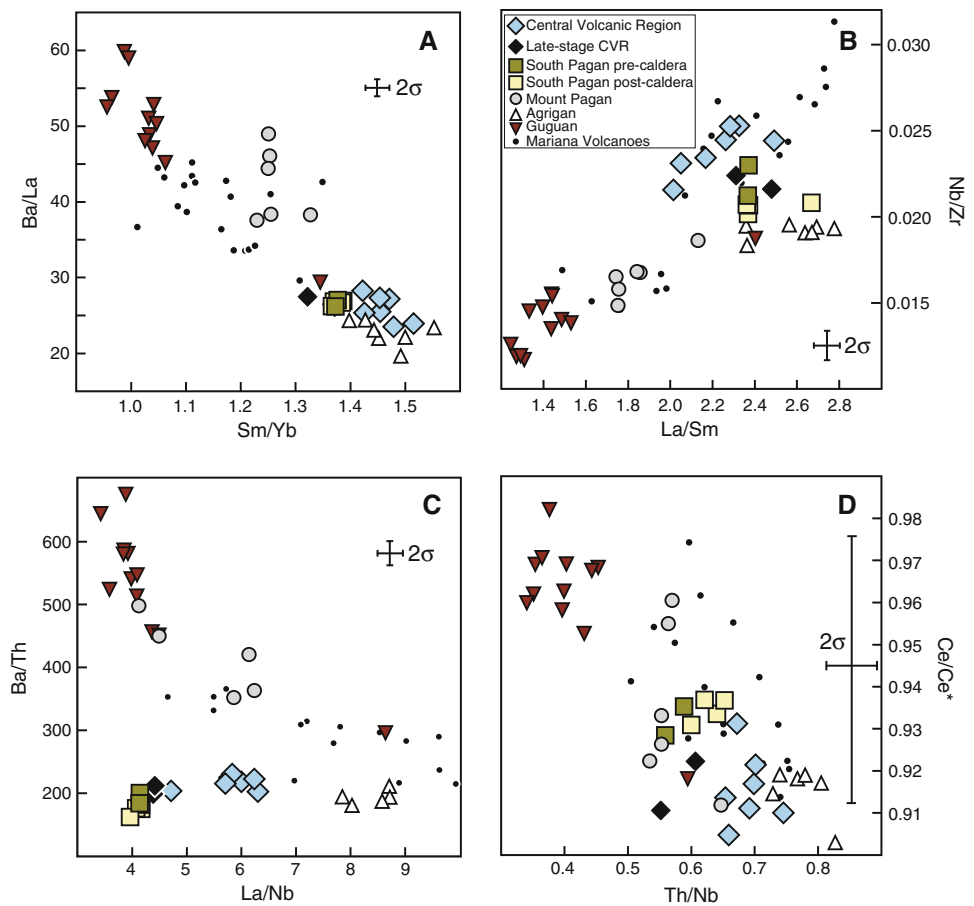 A
60
50
40
30
20
Ba/La
2σ
1.0 1.1 1.2 1.3 1.4 1.5
Sm/Yb
B
Central Volcanic Region
Late-stage CVR
South Pagan pre-caldera
South Pagan post-caldera
Mount Pagan
Agrigan
Guguan
Mariana Volcanoes
0.030
0.025
0.020
0.015
Nb/Zr
2σ
1.4 1.6 1.8 2.0 2.2 2.4 2.6 2.8
La/Sm
C
600
500
400
300
200
Ba/Th
2σ
4 5 6 7 8 9
La/Nb
D
0.98
0.97
0.96
0.95
0.94
0.93
0.92
0.91
Ce/Ce*
2σ
0.4 0.5 0.6 0.7 0.8
Th/Nb